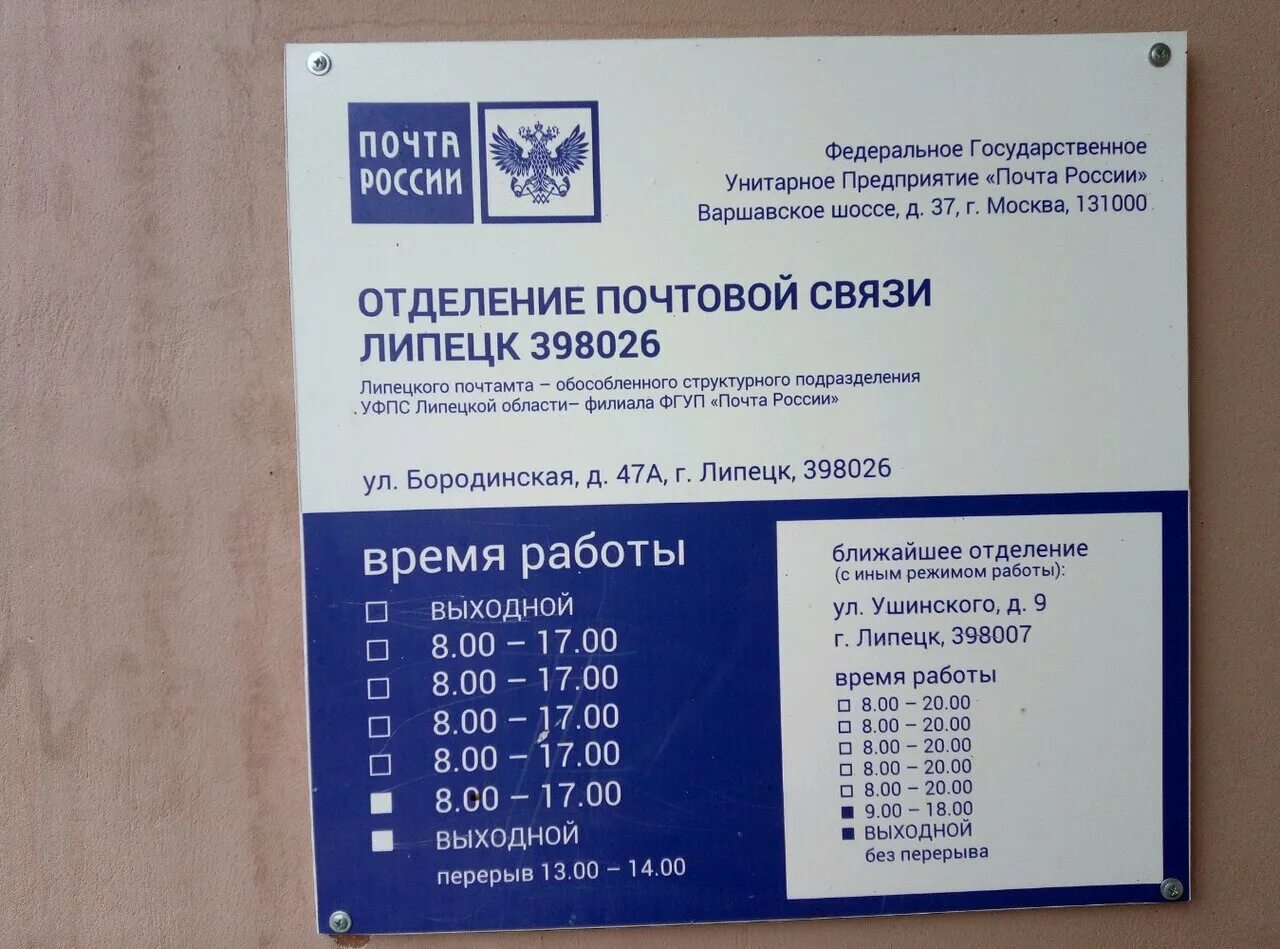 ПОЧТА
РОССИИ
Федеральное Государственное
Унитарное Предприятие «Почта России»
Варшавское шоссе, д. 37, г. Москва, 131000
ОТДЕЛЕНИЕ ПОЧТОВОЙ СВЯЗИ
ЛИПЕЦК 398026
Липецкого почтамта – обособленного структурного подразделения
УФПС Липецкой области– филиала ФГУП «Почта России»
ул. Бородинская, д. 47А, г. Липецк, 398026
время работы
ВЫХОДНОЙ
8.00 – 17.00
8.00 – 17.00
8.00 – 17.00
8.00 – 17.00
8.00 – 17.00
ВЫХОДНОЙ
перерыв 13.00 – 14.00
ближайшее отделение
(с иным режимом работы):
ул. Ушинского, д. 9
г. Липецк, 398007
время работы
8.00 – 20.00
8.00 – 20.00
8.00 – 20.00
8.00 – 20.00
8.00 – 20.00
9.00 – 18.00
ВЫХОДНОЙ
без перерыва